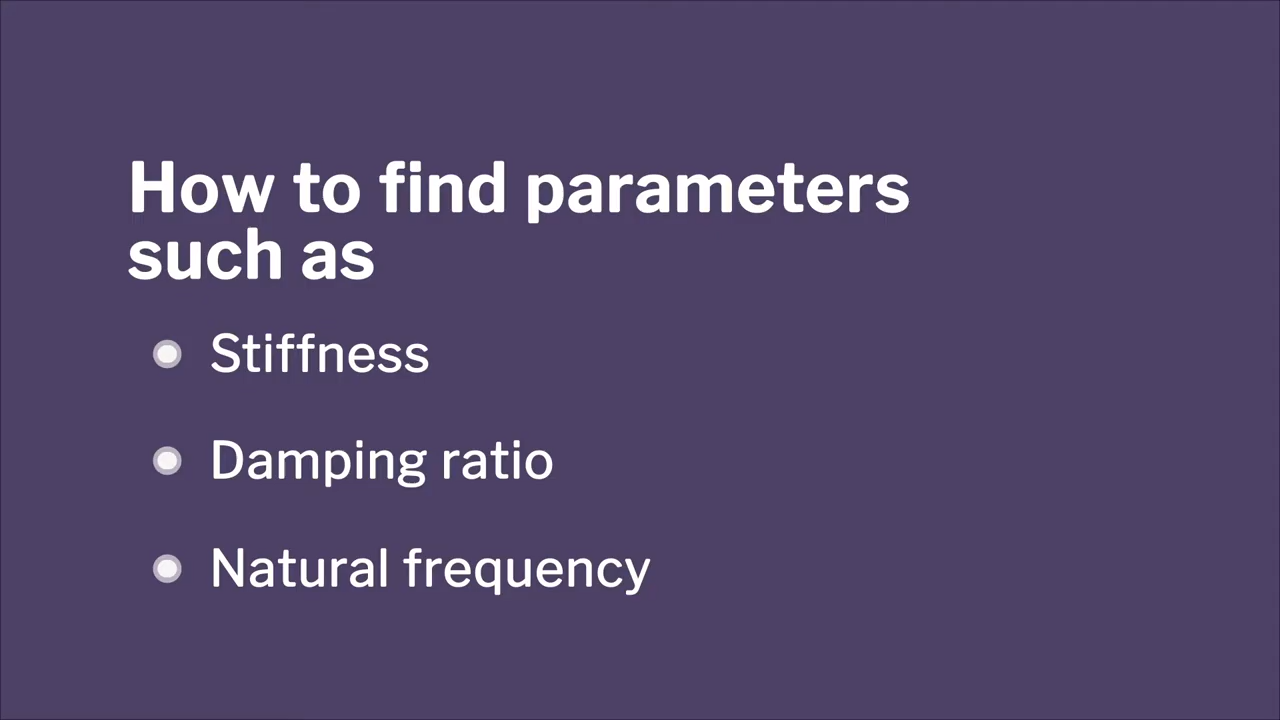 How to find parameters
such as
Stiffness
Damping ratio
Natural frequency